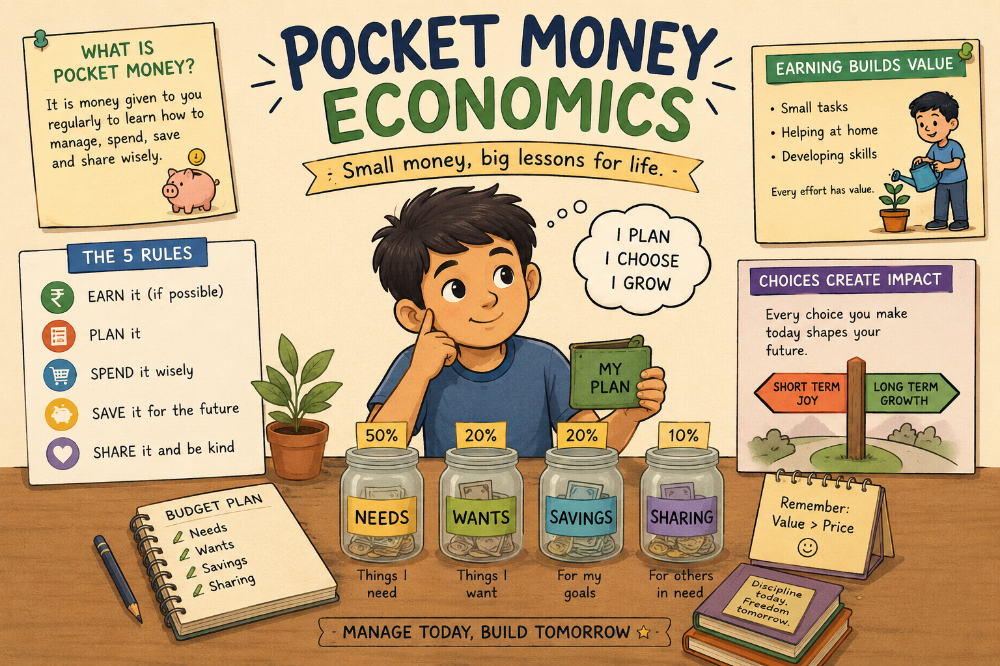 POCKET MONEY
ECONOMICS
- Small money, big lessons for life. -
WHAT IS
POCKET MONEY?
It is money given to you
regularly to learn how to
manage, spend, save
and share wisely.
THE 5 RULES
₹ EARN it (if possible)
PLAN it
SPEND it wisely
SAVE it for the future
SHARE it and be kind
I PLAN
I CHOOSE
I GROW
MY
PLAN
EARNING BUILDS VALUE
• Small tasks
• Helping at home
• Developing skills
Every effort has value.
CHOICES CREATE IMPACT
Every choice you make
today shapes your
future.
SHORT TERM
JOY
LONG TERM
GROWTH
BUDGET PLAN
Needs
Wants
Savings
Sharing
50%
NEEDS
Things I
need
20%
WANTS
Things I
want
20%
SAVINGS
For my
goals
10%
SHARING
For others
in need
Remember:
Value > Price
Discipline
today,
Freedom
tomorrow.
- MANAGE TODAY, BUILD TOMORROW -